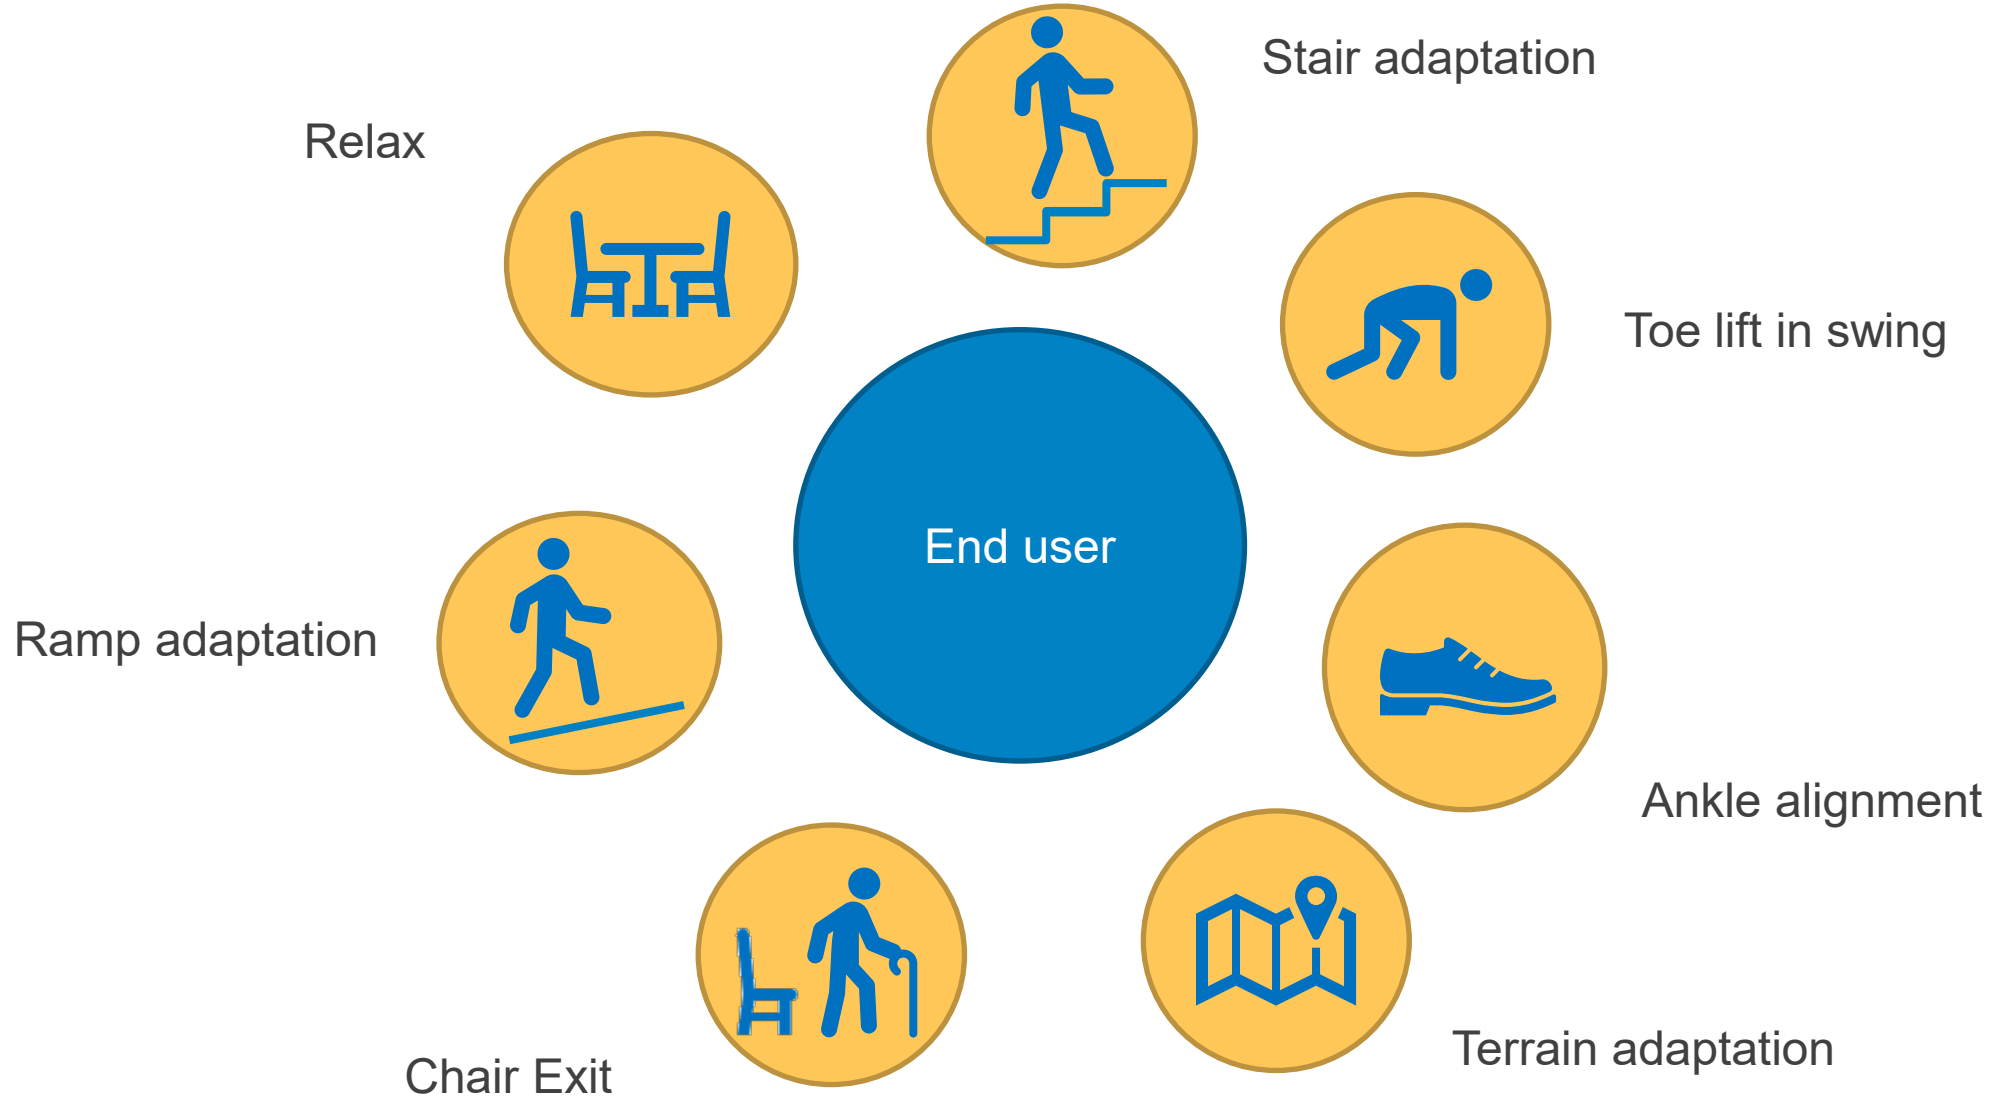 Stair adaptation
Relax
Toe lift in swing
End user
Ramp adaptation
Ankle alignment
Terrain adaptation
Chair Exit